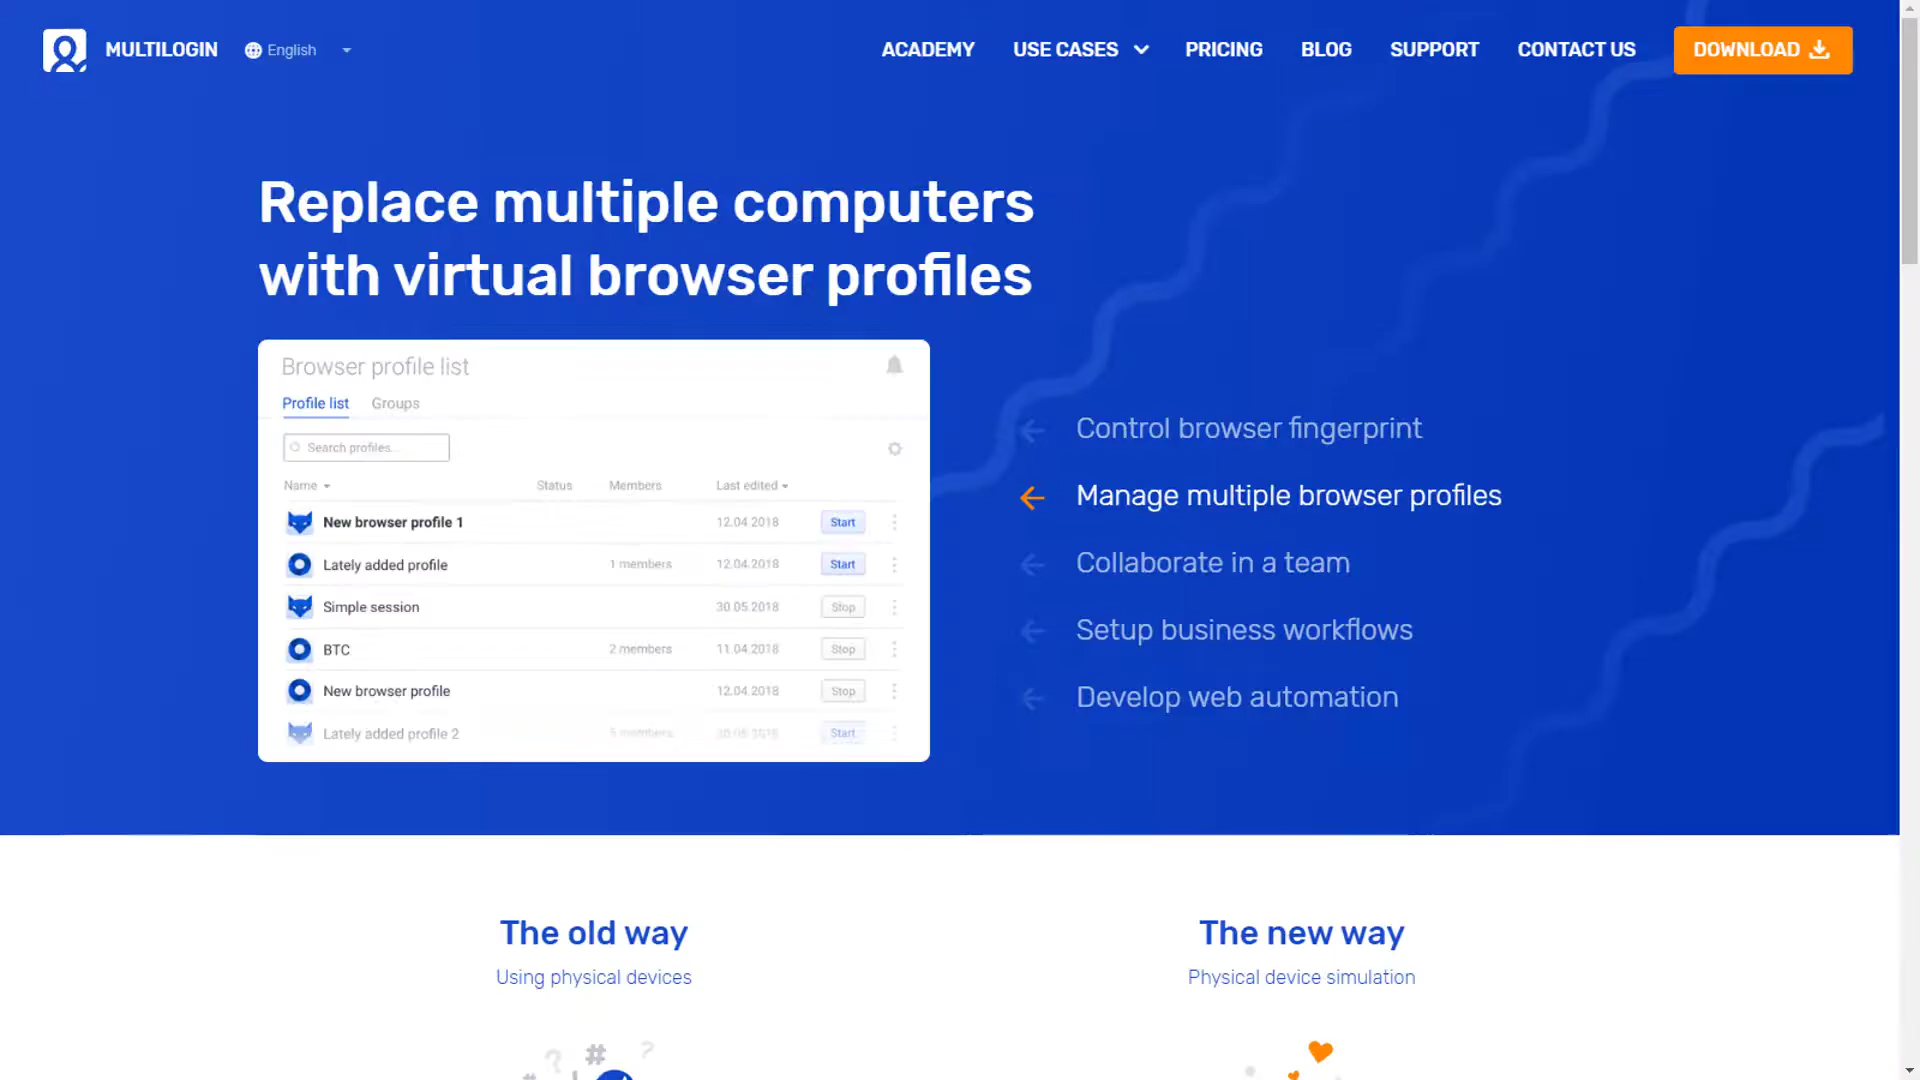 MULTILOGIN English ACADEMY USE CASES PRICING BLOG SUPPORT CONTACT US DOWNLOAD
Replace multiple computers
with virtual browser profiles
Browser profile list
Profile list Groups
Search profiles...
Name Status Members Last edited
New browser profile 1 12.04.2018 Start
Lately added profile 1 members 12.04.2018 Start
Simple session 30.05.2018 Stop
BTC 2 members 11.04.2018 Stop
New browser profile 12.04.2018 Stop
Lately added profile 2 5 members 30.05.2018 Start
Control browser fingerprint
Manage multiple browser profiles
Collaborate in a team
Setup business workflows
Develop web automation
The old way
Using physical devices
The new way
Physical device simulation
? # ?
#